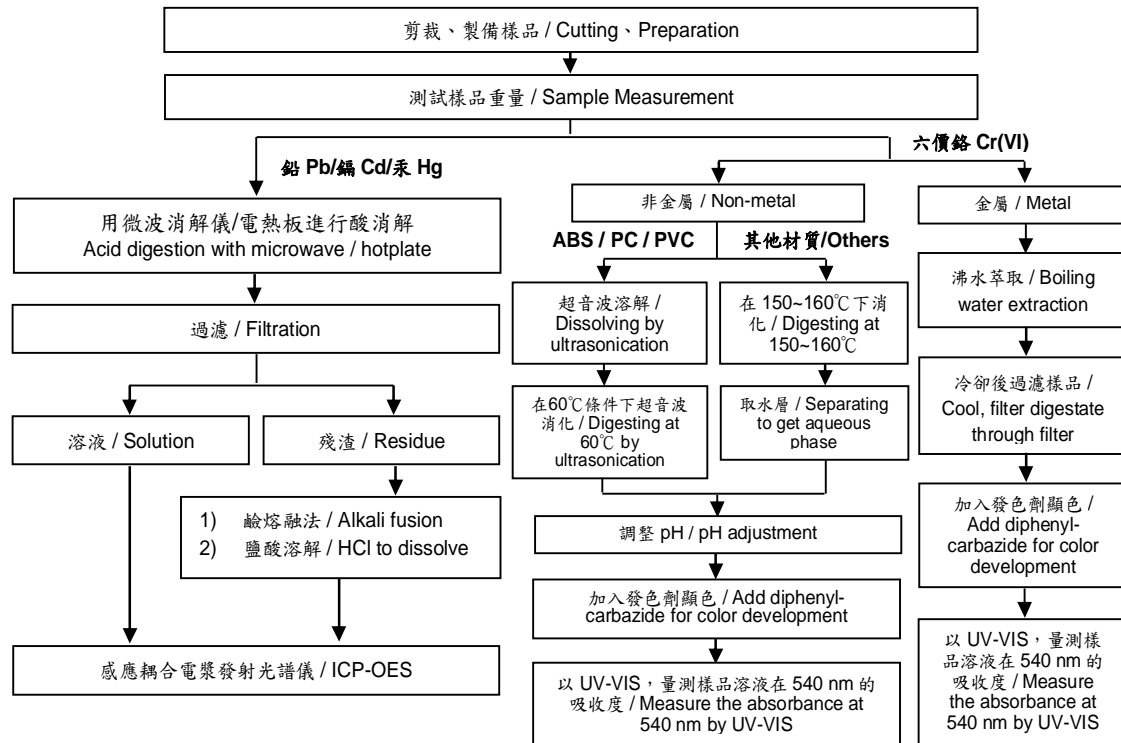 剪裁、製備樣品 / Cutting、Preparation
測試樣品重量 / Sample Measurement
六價鉻 Cr(VI)
鉛 Pb/鎘 Cd/汞 Hg
用微波消解儀/電熱板進行酸消解
Acid digestion with microwave / hotplate
過濾 / Filtration
溶液 / Solution
殘渣 / Residue
1) 鹼熔融法 / Alkali fusion
2) 鹽酸溶解 / HCl to dissolve
感應耦合電漿發射光譜儀 / ICP-OES
非金屬 / Non-metal
ABS / PC / PVC
其他材質/Others
超音波溶解 /
Dissolving by
ultrasonication
在60℃條件下超音波
消化 / Digesting at
60℃ by
ultrasonication
在 150~160℃下消
化 / Digesting at
150~160℃
取水層 / Separating
to get aqueous
phase
調整 pH / pH adjustment
加入發色劑顯色 / Add diphenyl-
carbazide for color development
以 UV-VIS，量測樣品溶液在 540 nm 的
吸收度 / Measure the absorbance at
540 nm by UV-VIS
金屬 / Metal
沸水萃取 / Boiling
water extraction
冷卻後過濾樣品 /
Cool, filter digestate
through filter
加入發色劑顯色 /
Add diphenyl-
carbazide for color
development
以 UV-VIS，量測樣
品溶液在 540 nm 的
吸收度 / Measure
the absorbance at
540 nm by UV-VIS